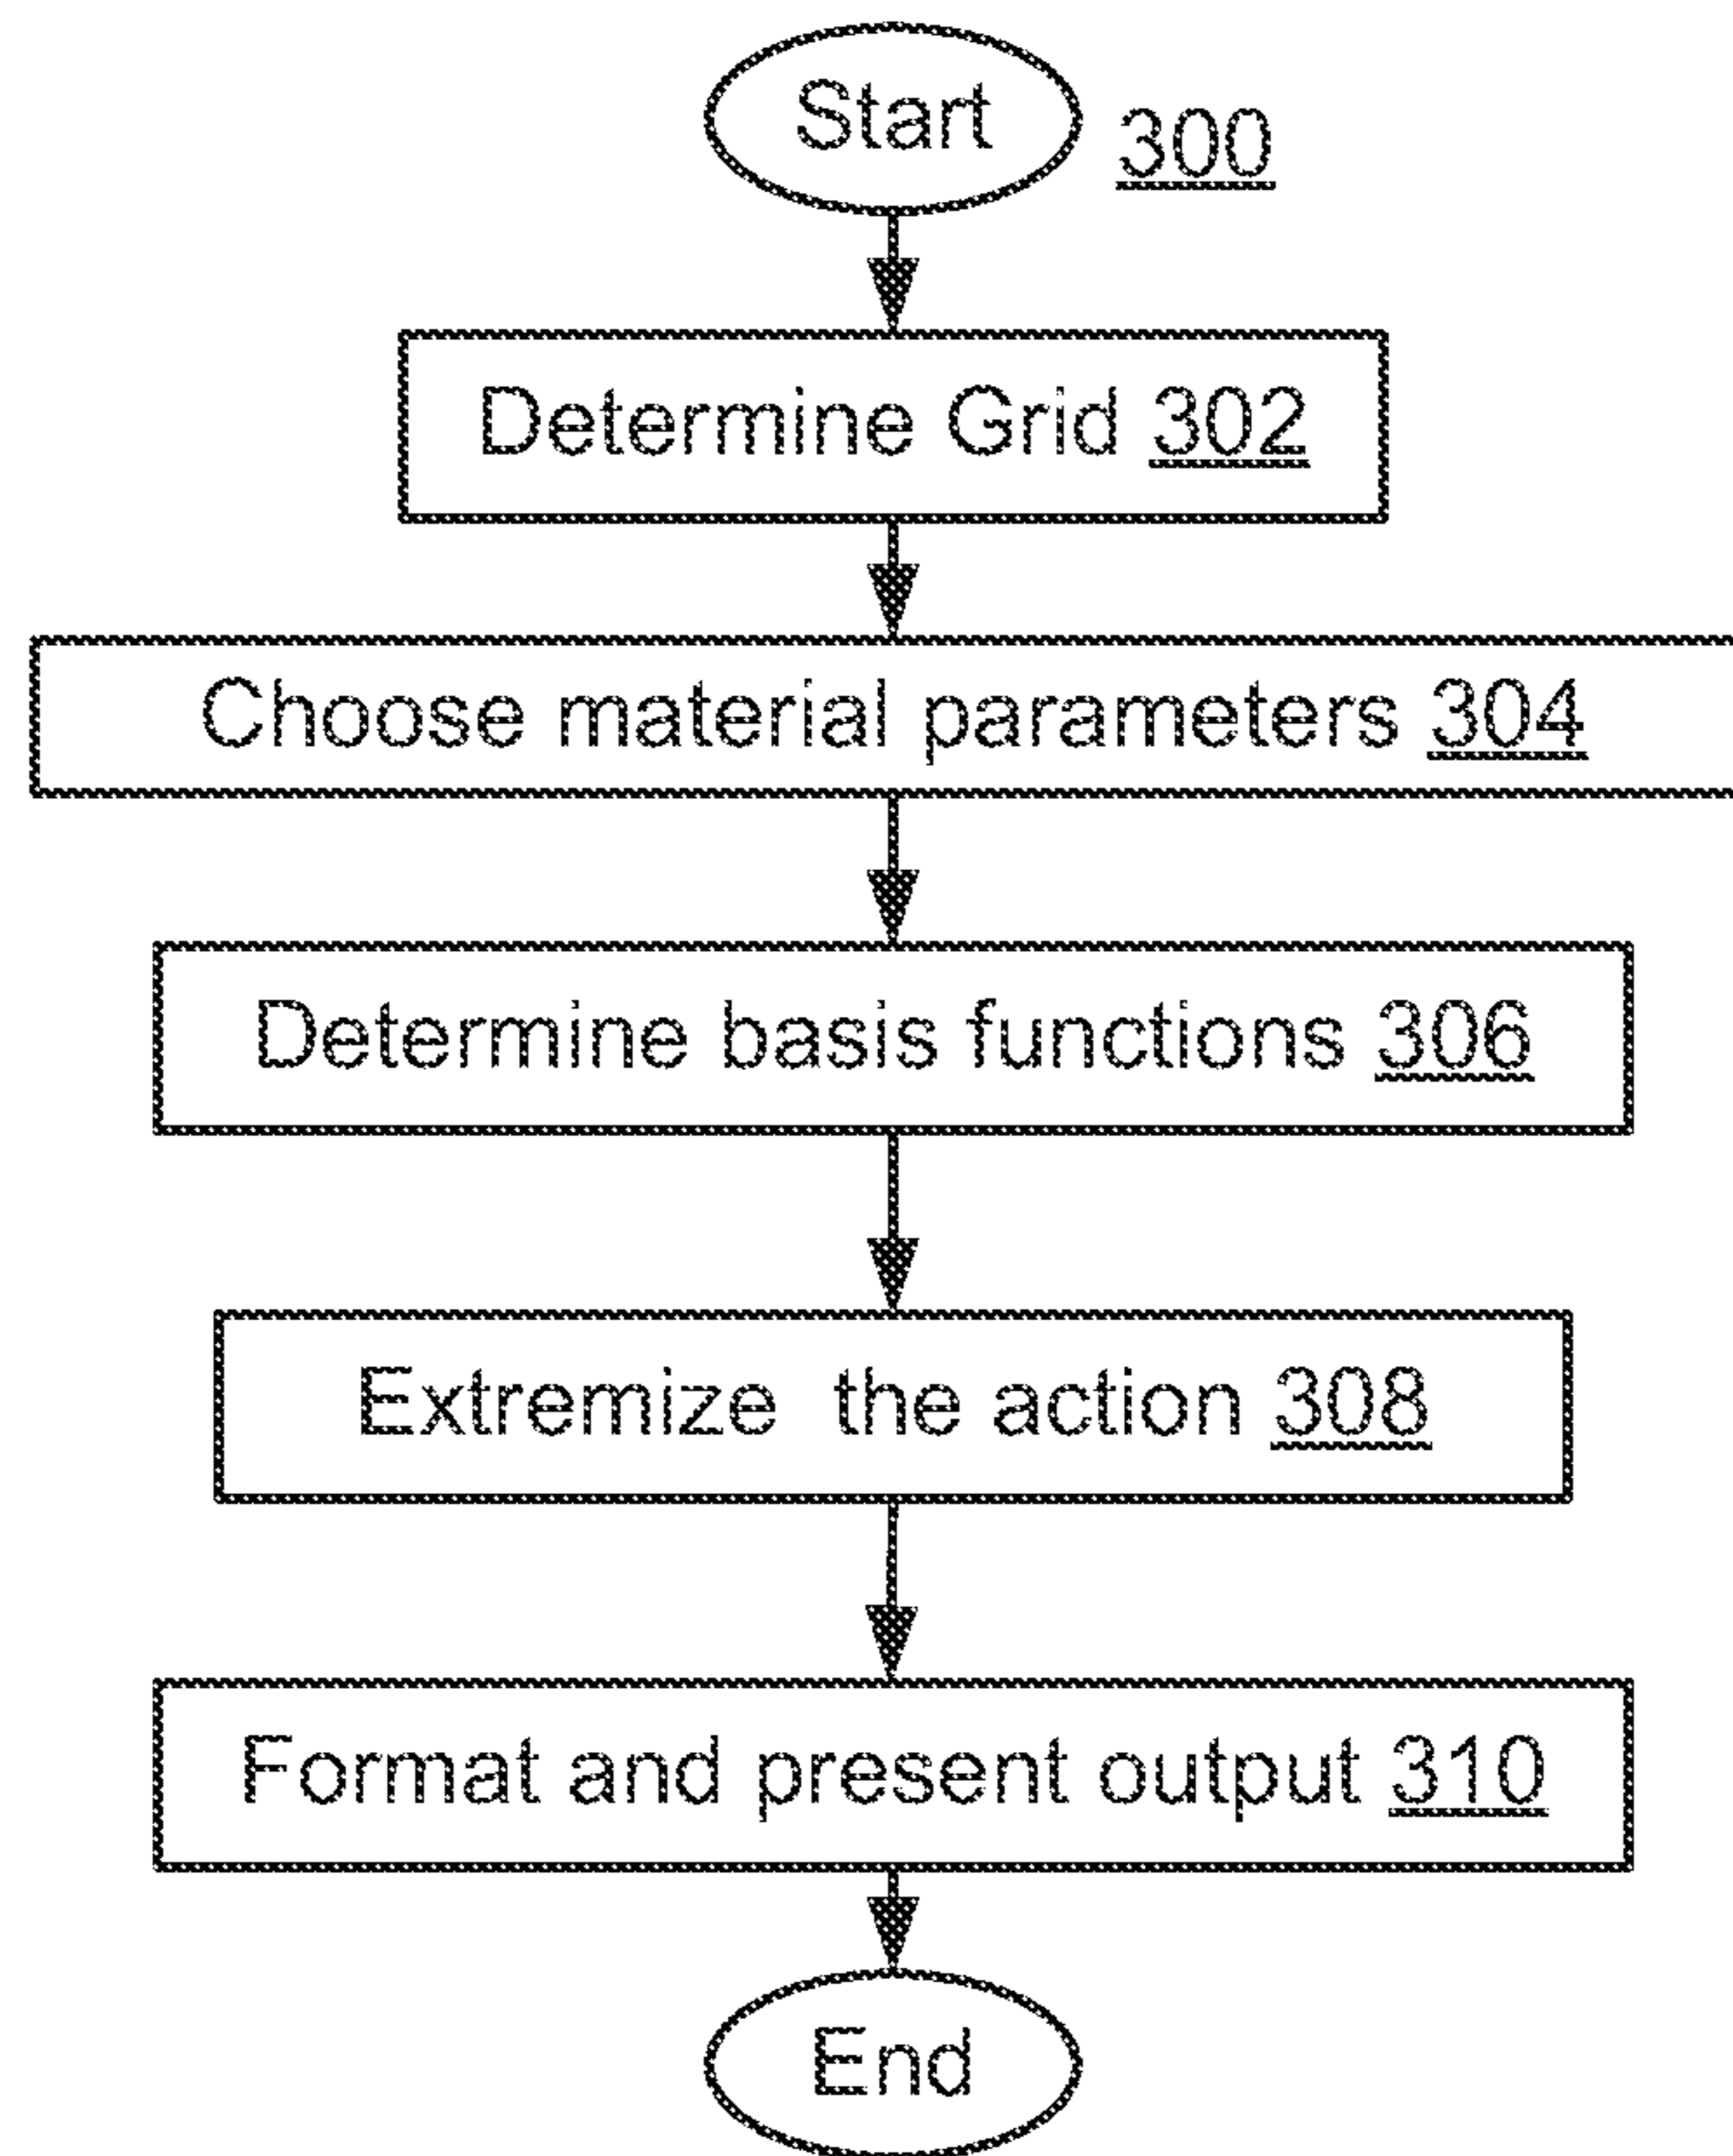 Start
300
Determine Grid 302
Choose material parameters 304
Determine basis functions 306
Extremize the action 308
Format and present output 310
End